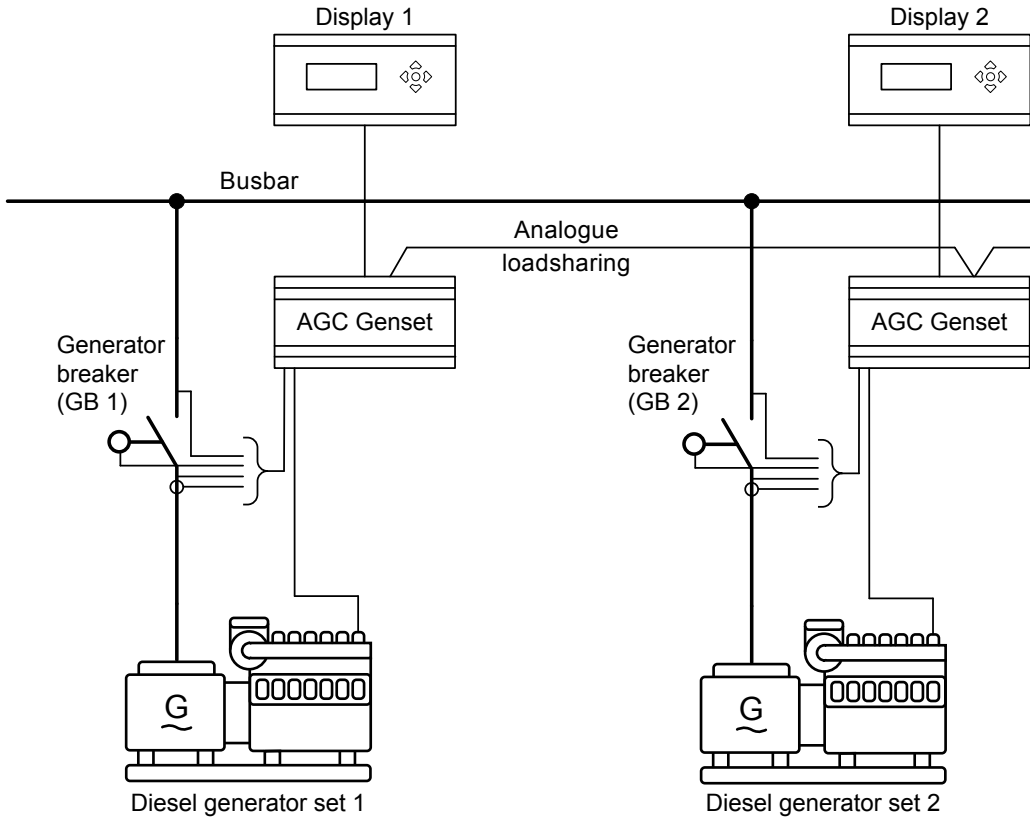 Display 1
Display 2
Busbar
Analogue
loadsharing
AGC Genset
AGC Genset
Generator
breaker
(GB 1)
Generator
breaker
(GB 2)
G
G
Diesel generator set 1
Diesel generator set 2